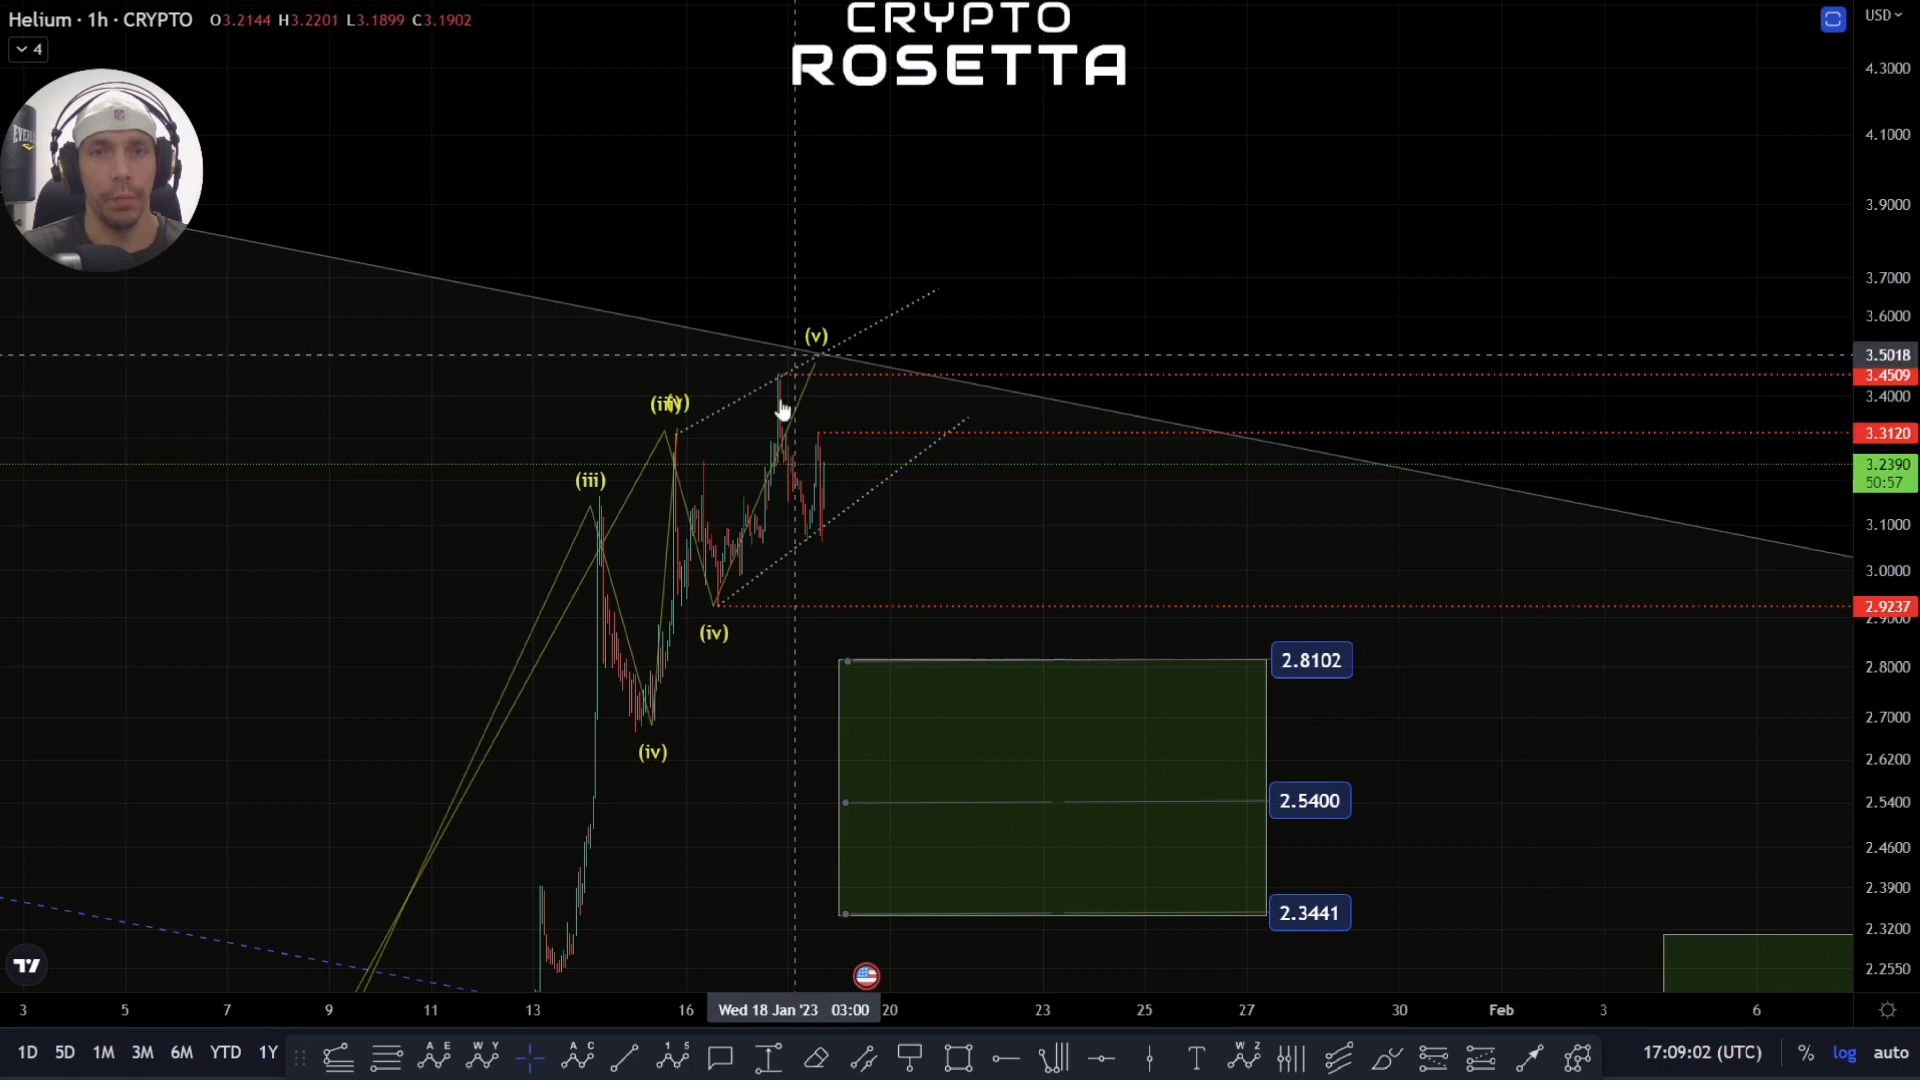 Helium · 1h · CRYPTO O3.2144 H3.2201 L3.1899 C3.1902
4
CRYPTO
ROSETTA
USD
4.3000
4.1000
3.9000
3.7000
3.6000
3.5018
3.4509
3.4000
3.3120
3.2390
50:57
3.1000
3.0000
2.9237
2.9000
2.8000
2.7000
2.6200
2.5400
2.4600
2.3900
2.3200
2.2550
EVERL
(v)
(iii)
(iv)
(iv)
2.8102
2.5400
2.3441
3 5 7 9 11 13 16 Wed 18 Jan '23 03:00 20 23 25 27 30 Feb 3 6
1D 5D 1M 3M 6M YTD 1Y A E W Y A C 1 5 T W Z 17:09:02 (UTC) % log auto